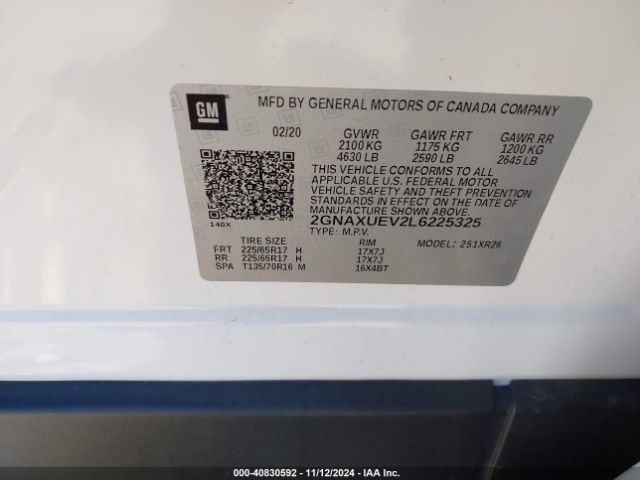 GM
MFD BY GENERAL MOTORS OF CANADA COMPANY
02/20 GVWR GAWR FRT GAWR RR
2100 KG 1175 KG 1200 KG
4630 LB 2590 LB 2645 LB
THIS VEHICLE CONFORMS TO ALL
APPLICABLE U.S. FEDERAL MOTOR
VEHICLE SAFETY AND THEFT PREVENTION
STANDARDS IN EFFECT ON THE DATE OF
MANUFACTURE SHOWN ABOVE.
2GNAXUEV2L6225325
140X TYPE: M.P.V.
TIRE SIZE RIM MODEL: 251XR26
FRT 225/65R17 H 17X7J
RR 225/65R17 H 17X7J
SPA T135/70R16 M 16X4BT
000-40830592 - 11/12/2024 - IAA Inc.